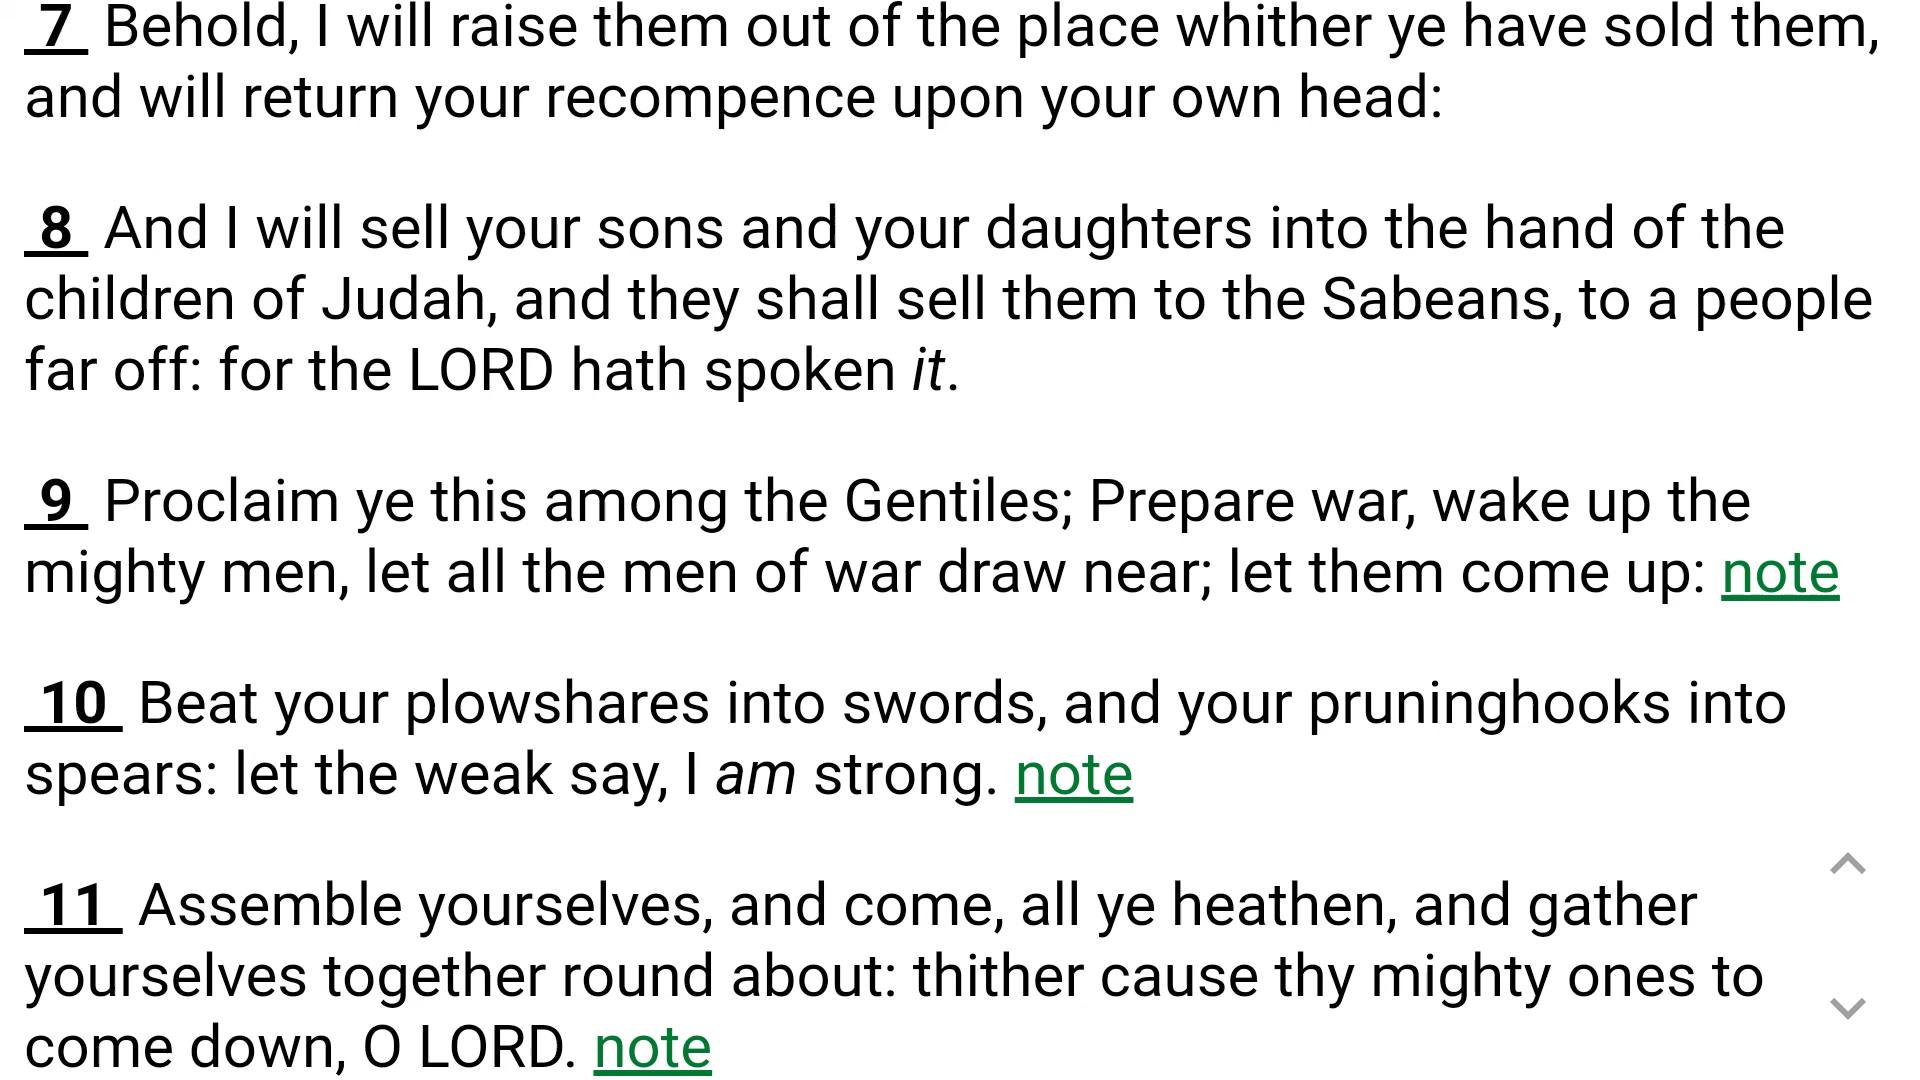 7 Behold, I will raise them out of the place whither ye have sold them,
and will return your recompence upon your own head:
8 And I will sell your sons and your daughters into the hand of the
children of Judah, and they shall sell them to the Sabeans, to a people
far off: for the LORD hath spoken it.
9 Proclaim ye this among the Gentiles; Prepare war, wake up the
mighty men, let all the men of war draw near; let them come up: note
10 Beat your plowshares into swords, and your pruninghooks into
spears: let the weak say, I am strong. note
11 Assemble yourselves, and come, all ye heathen, and gather
yourselves together round about: thither cause thy mighty ones to
come down, O LORD. note